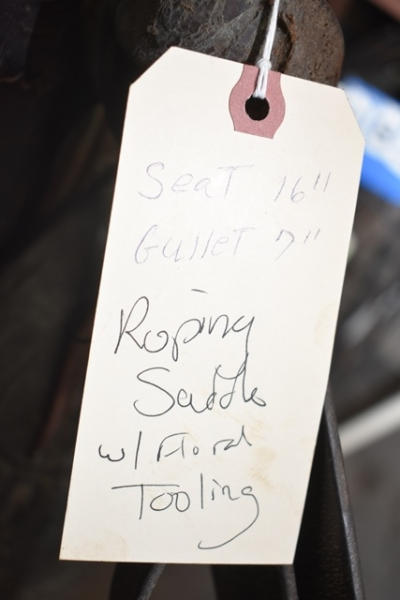 Seat 16"
Gullet 7"
Roping
Saddle
w/ Floral
Tooling